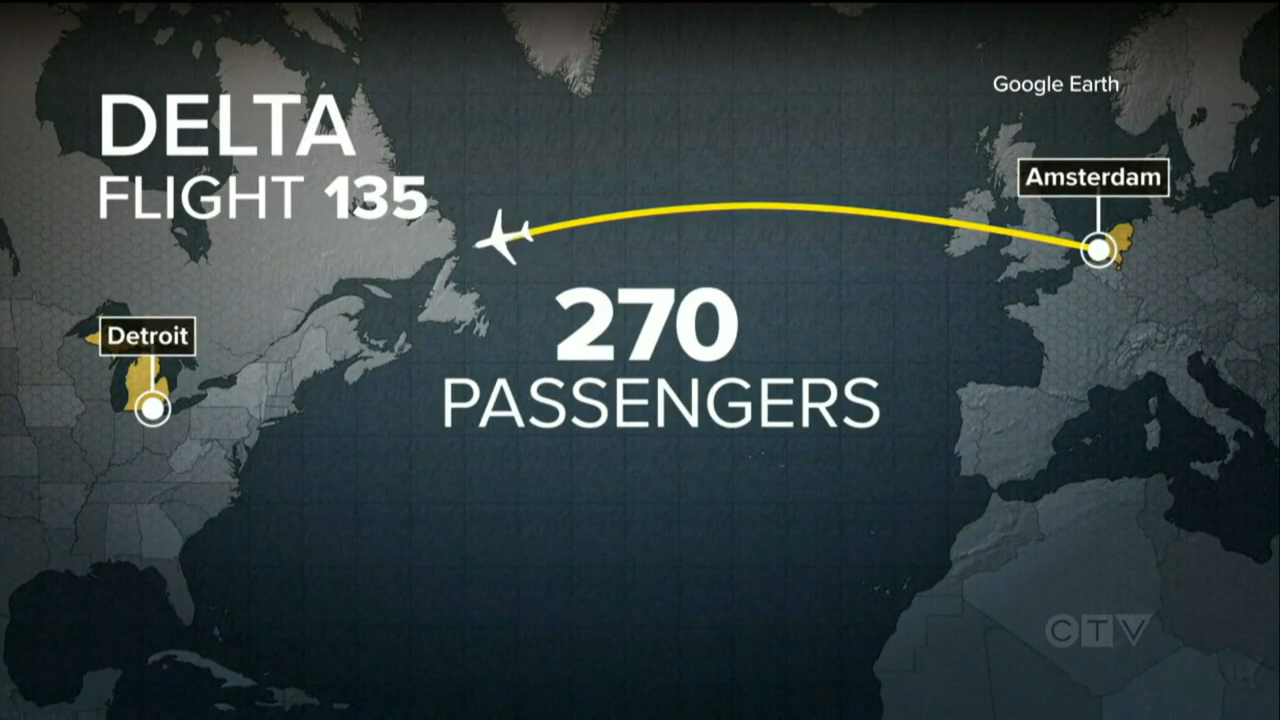 DELTA
FLIGHT 135
Google Earth
Amsterdam
Detroit
270
PASSENGERS
CTV